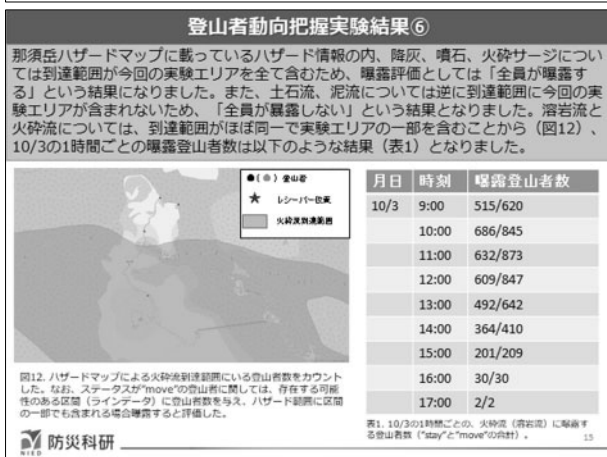 登山者動向把握実験結果⑥
那須岳ハザードマップに載っているハザード情報の内、降灰、噴石、火砕サージについ
ては到達範囲が今回の実験エリアを全て含むため、曝露評価としては「全員が曝露す
る」という結果になりました。また、土石流、泥流については逆に到達範囲に今回の実
験エリアが含まれないため、「全員が暴露しない」という結果となりました。溶岩流と
火砕流については、到達範囲がほぼ同一で実験エリアの一部を含むことから（図12）、
10/3の1時間ごとの曝露登山者数は以下のような結果（表1）となりました。
●(●) 登山者
★ レシーバー位置
火砕流到達範囲
月日 時刻 曝露登山者数
10/3 9:00 515/620
10:00 686/845
11:00 632/873
12:00 609/847
13:00 492/642
14:00 364/410
15:00 201/209
16:00 30/30
17:00 2/2
図12. ハザードマップによる火砕流到達範囲にいる登山者数をカウント
した。なお、ステータスが"move"の登山者に関しては、存在する可能
性のある区間（ラインデータ）に登山者数を与え、ハザード範囲に区間
の一部でも含まれる場合曝露すると評価した。
表1. 10/3の1時間ごとの、火砕流（溶岩流）に曝露す
る登山者数（"stay"と"move"の合計）。
NIED 防災科研
13